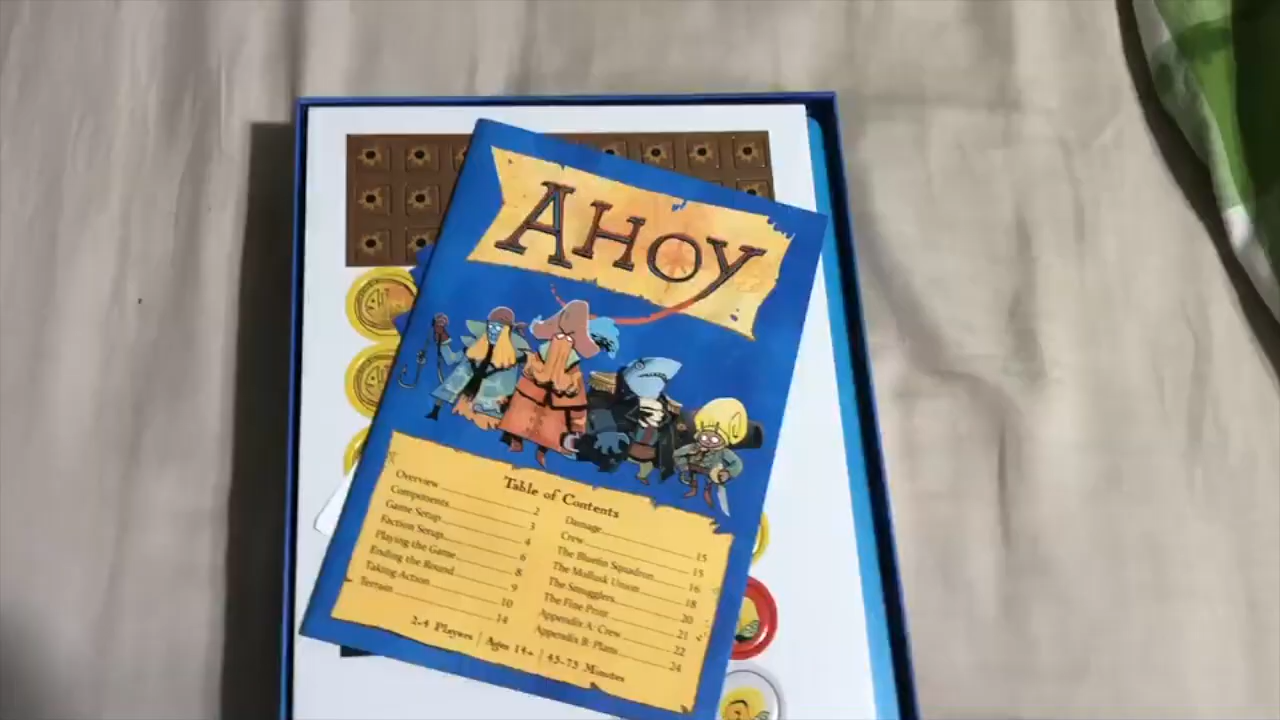 AHOY
Table of Contents
Overview 2
Components 3
Game Setup 4
Faction Setup 6
Playing the Game 8
Ending the Round 9
Taking Action 10
Terrain 14
Damage 15
Crew 15
The Bluefin Squadron 16
The Mollusk Union 18
The Smugglers 20
The Fine Print 21
Appendix A: Crew 22
Appendix B: Plans 24
2-4 Players | Ages 14+ | 45-75 Minutes